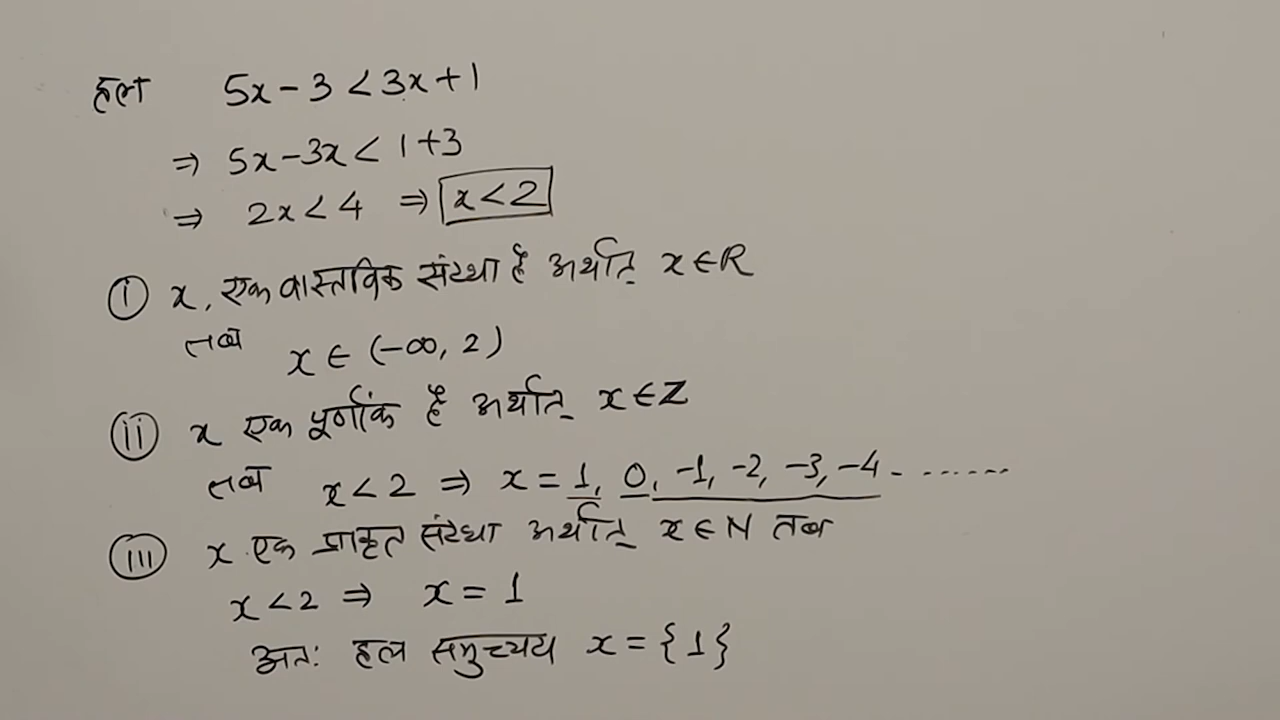 हल 5x - 3 < 3x + 1
⇒ 5x - 3x < 1 + 3
⇒ 2x < 4 ⇒ x < 2
(i) x, एक वास्तविक संख्या है अर्थात् x ∈ R
तब x ∈ (-∞, 2)
(ii) x एक पूर्णांक है अर्थात् x ∈ Z
तब x < 2 ⇒ x = 1, 0, -1, -2, -3, -4 - ......
(iii) x एक प्राकृत संख्या अर्थात् x ∈ N तब
x < 2 ⇒ x = 1
अतः हल समुच्चय x = {1}